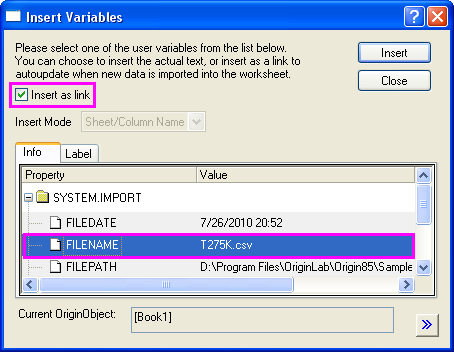 Insert Variables
Please select one of the user variables from the list below.
You can choose to insert the actual text, or insert as a link to
autoupdate when new data is imported into the worksheet.
Insert
Close
Insert as link
Insert Mode Sheet/Column Name
Info Label
Property Value
SYSTEM.IMPORT
FILEDATE 7/26/2010 20:52
FILENAME T275K.csv
FILEPATH D:\Program Files\OriginLab\Origin85\Sample
Current OriginObject: [Book1]